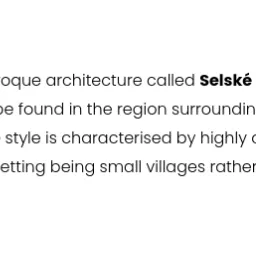 oque architecture called Selské
be found in the region surroundin
style is characterised by highly
etting being small villages rather